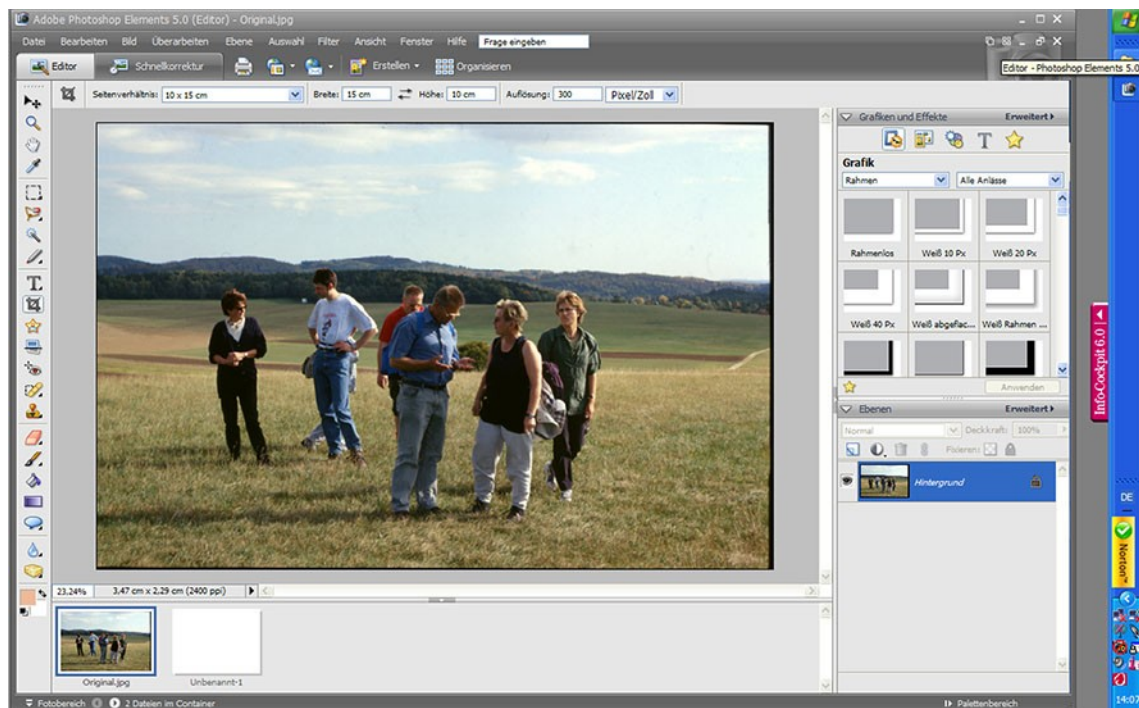 Adobe Photoshop Elements 5.0 (Editor) - Original.jpg
Datei Bearbeiten Bild Überarbeiten Ebene Auswahl Filter Ansicht Fenster Hilfe Frage eingeben
Editor Schnellkorrektur Erstellen Organisieren
Editor - Photoshop Elements 5.0
Seitenverhältnis: 10 x 15 cm Breite: 15 cm Höhe: 10 cm Auflösung: 300 Pixel/Zoll
Grafiken und Effekte Erweitert
Grafik
Rahmen Alle Anlässe
Rahmenlos Weiß 10 Px Weiß 20 Px
Weiß 40 Px Weiß abgeflac... Weiß Rahmen ...
Anwenden
Ebenen Erweitert
Normal Deckkraft: 100%
Fixieren:
Hintergrund
Info-Cockpit 6.0
DE
Norton™
23,24% 3,47 cm x 2,29 cm (2400 ppi)
Original.jpg Unbenannt-1
Fotobereich 2 Dateien im Container Palettenbereich
14:07